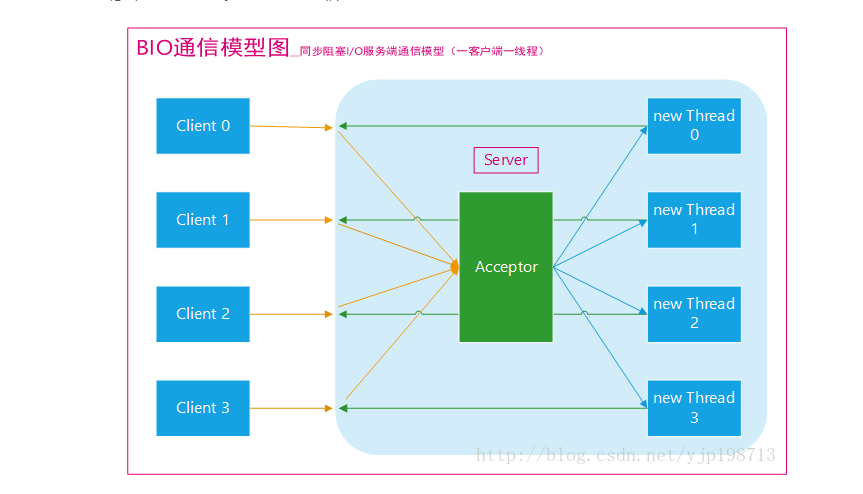 BIO通信模型图__同步阻塞I/O服务端通信模型（一客户端一线程）
Client 0
new Thread
0
Server
Client 1
new Thread
1
Acceptor
Client 2
new Thread
2
Client 3
new Thread
3
http://blog.csdn.net/yjp198713